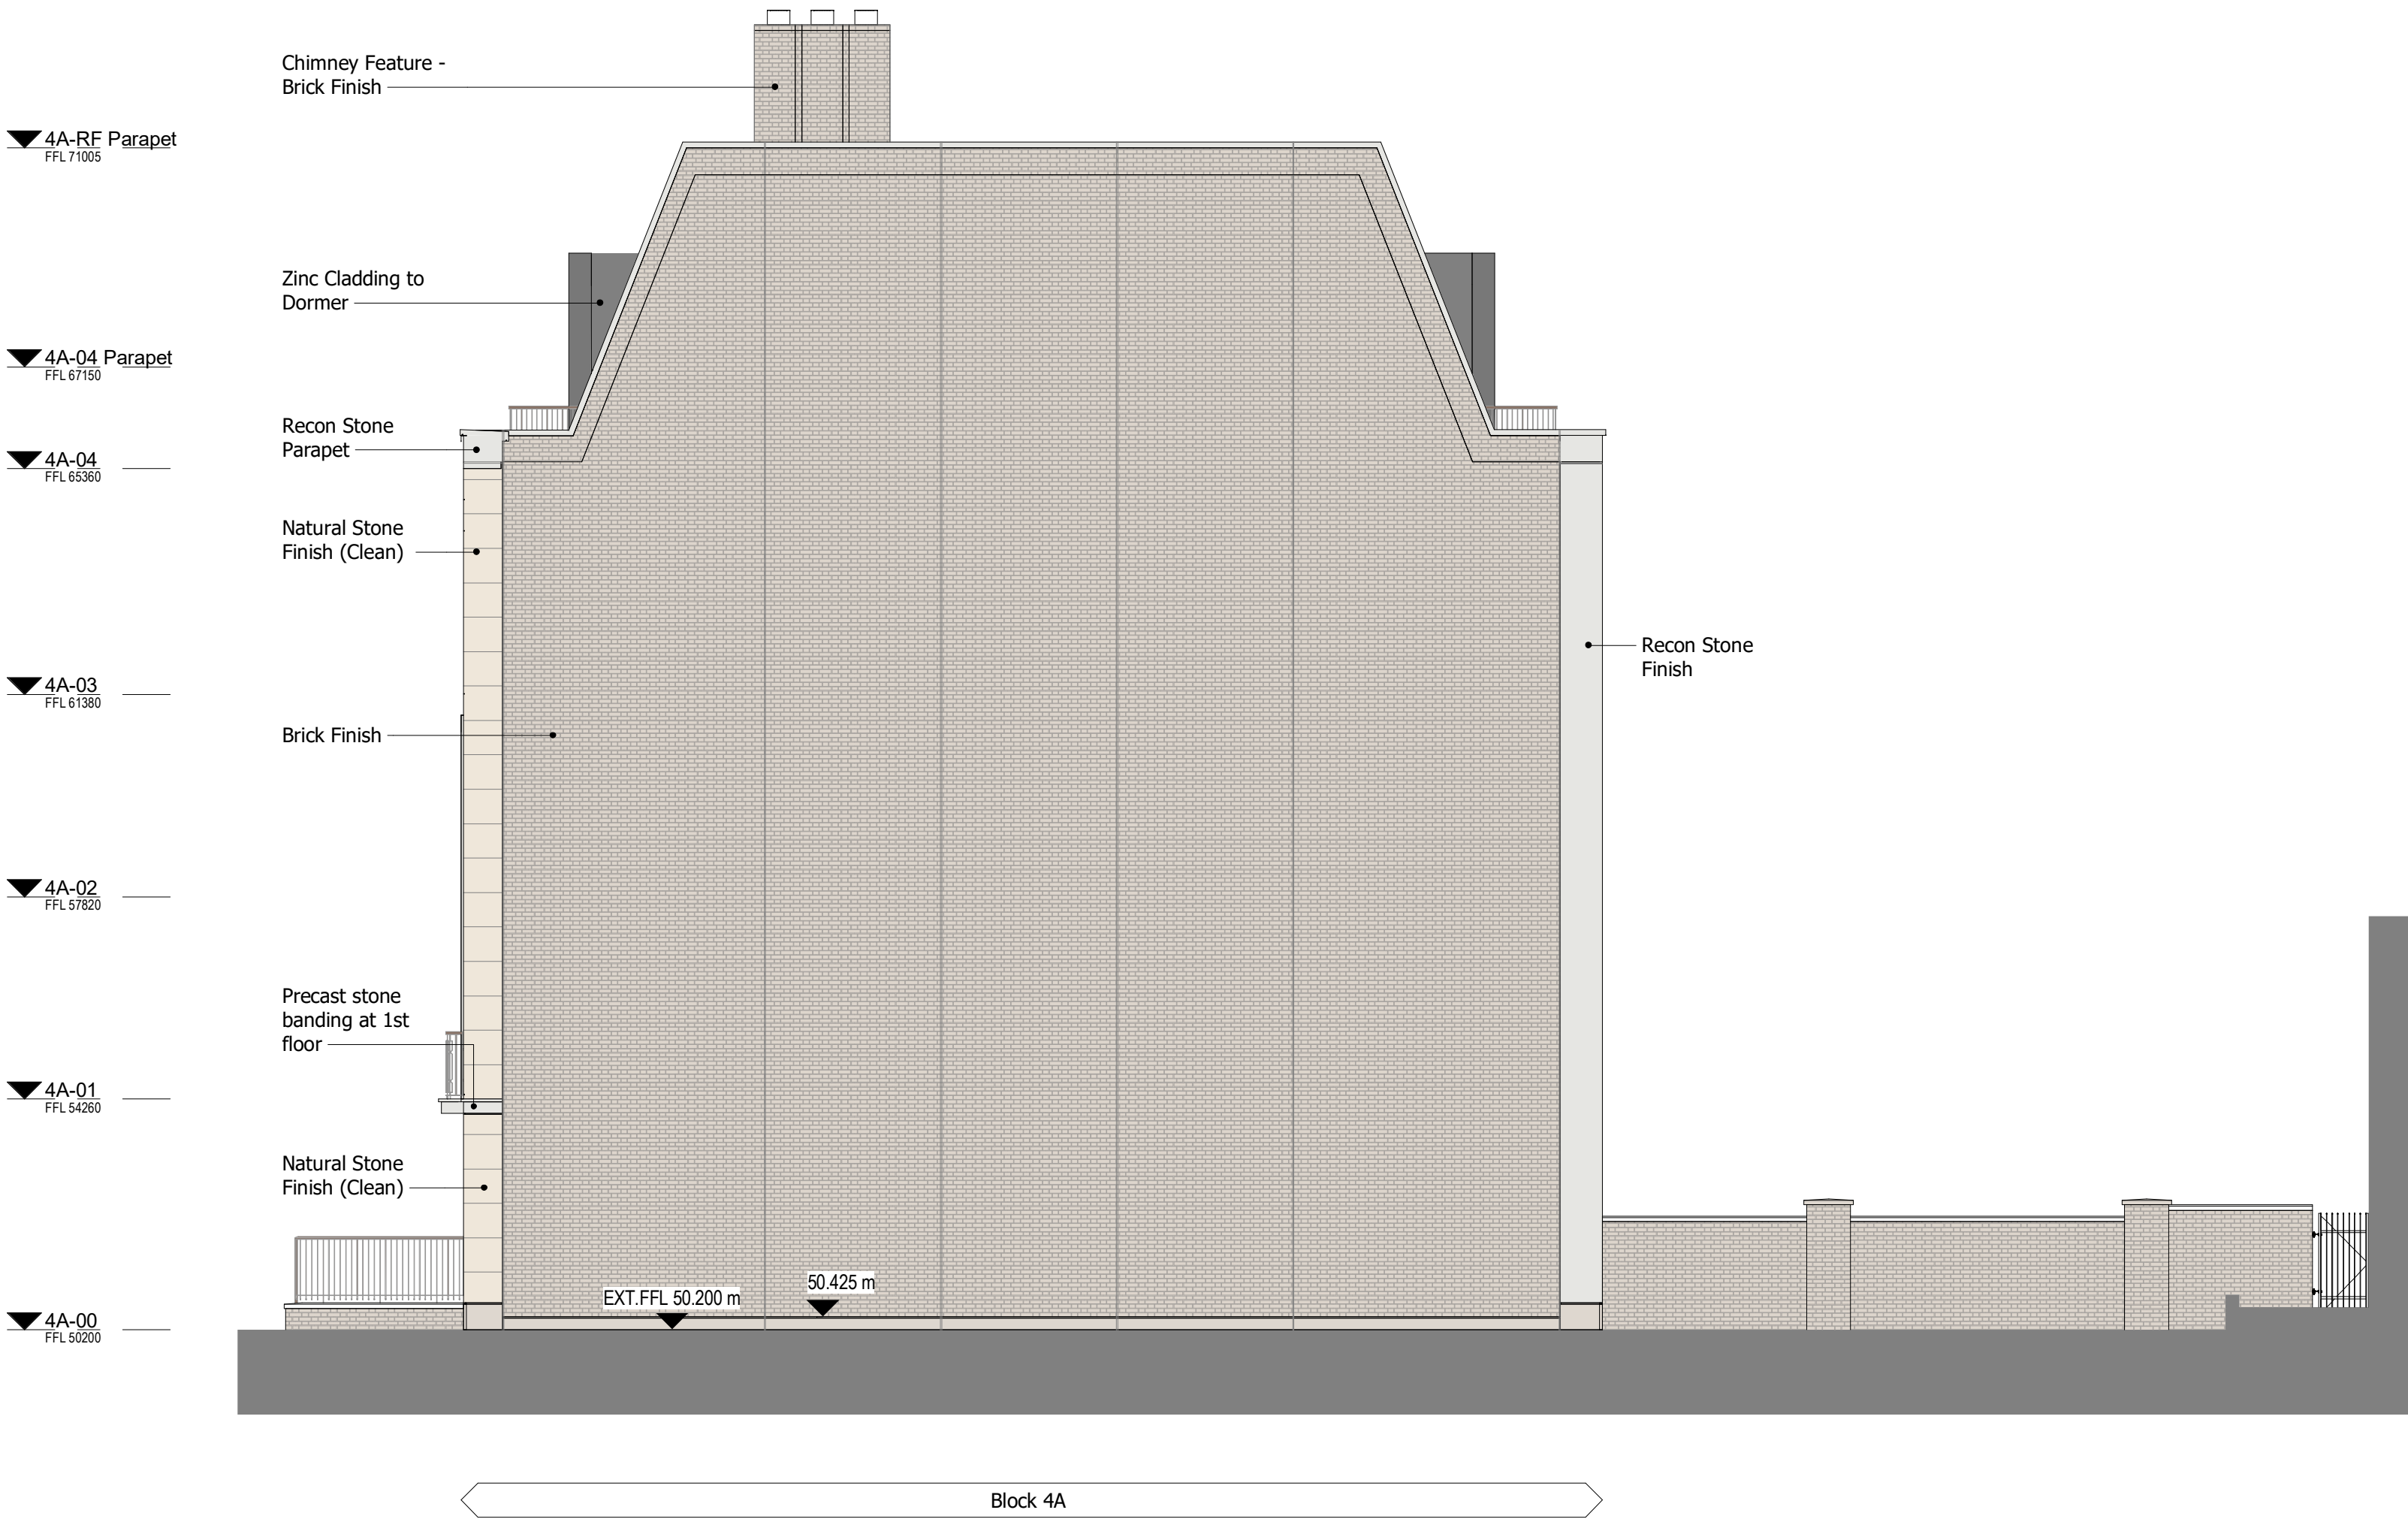 Chimney Feature -
Brick Finish
4A-RF Parapet
FFL 71005
Zinc Cladding to
Dormer
4A-04 Parapet
FFL 67150
Recon Stone
Parapet
4A-04
FFL 65360
Natural Stone
Finish (Clean)
Recon Stone
Finish
4A-03
FFL 61380
Brick Finish
4A-02
FFL 57820
Precast stone
banding at 1st
floor
4A-01
FFL 54260
Natural Stone
Finish (Clean)
50.425 m
EXT.FFL 50.200 m
4A-00
FFL 50200
Block 4A